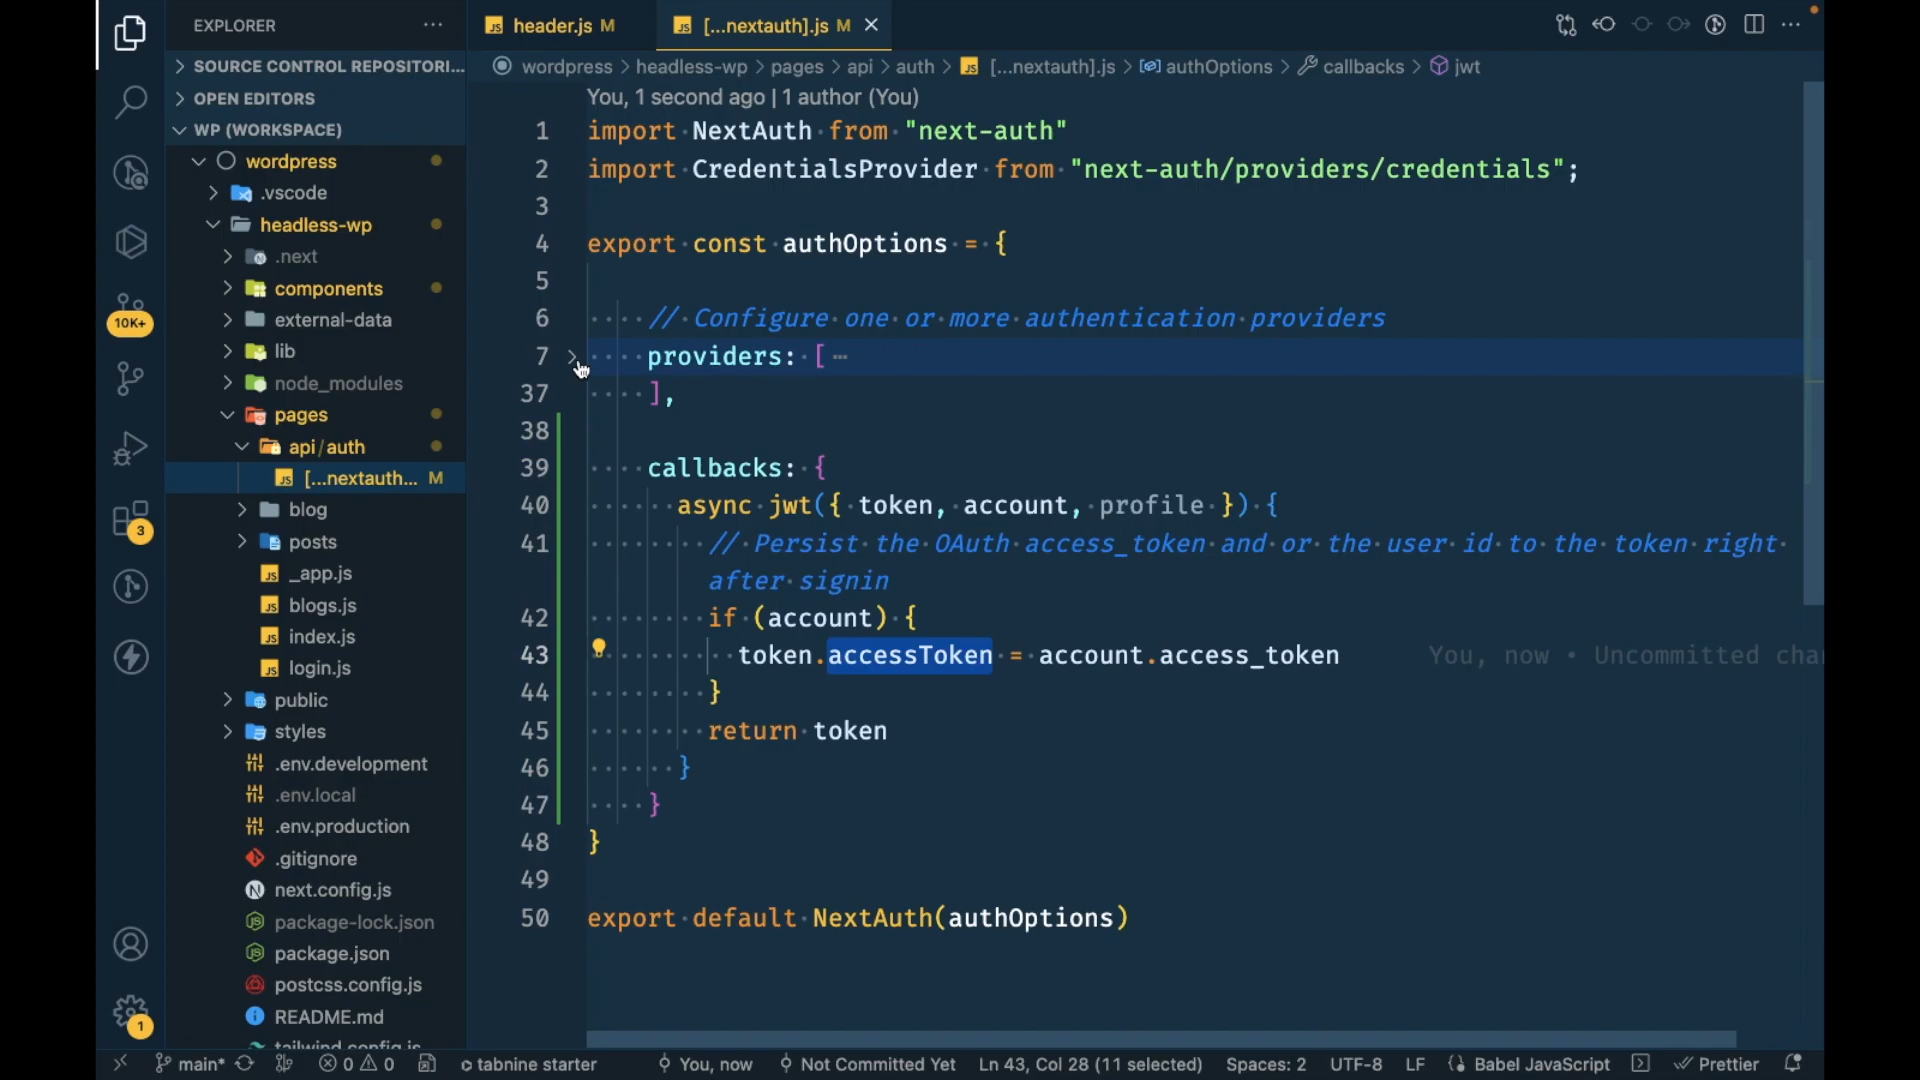 EXPLORER
SOURCE CONTROL REPOSITORI...
OPEN EDITORS
WP (WORKSPACE)
wordpress
.vscode
headless-wp
.next
components
external-data
lib
node_modules
pages
api/auth
[...nextauth... M
blog
posts
_app.js
blogs.js
index.js
login.js
public
styles
.env.development
.env.local
.env.production
.gitignore
next.config.js
package-lock.json
package.json
postcss.config.js
README.md
tailwind.config.js
10K+
3
1
header.js M
[...nextauth].js M
wordpress > headless-wp > pages > api > auth > [...nextauth].js > authOptions > callbacks > jwt
You, 1 second ago | 1 author (You)
1 import NextAuth from "next-auth"
2 import CredentialsProvider from "next-auth/providers/credentials";
3
4 export const authOptions = {
5
6 // Configure one or more authentication providers
7 providers: [ ⋯
37 ],
38
39 callbacks: {
40 async jwt({ token, account, profile }) {
41 // Persist the OAuth access_token and or the user id to the token right
after signin
42 if (account) {
43 token.accessToken = account.access_token You, now • Uncommitted cha
44 }
45 return token
46 }
47 }
48 }
49
50 export default NextAuth(authOptions)
main* 0 0 tabnine starter You, now Not Committed Yet Ln 43, Col 28 (11 selected) Spaces: 2 UTF-8 LF Babel JavaScript Prettier